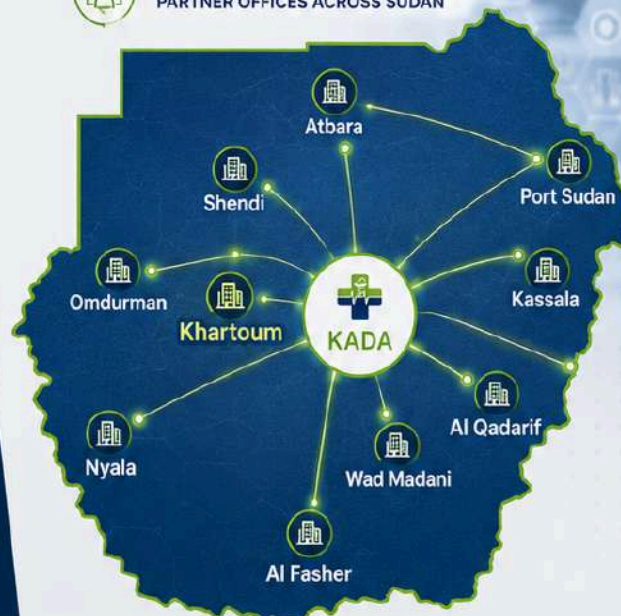 PARTNER OFFICES ACROSS SUDAN
Atbara
Shendi
Port Sudan
Omdurman
Khartoum
KADA
Kassala
Al Qadarif
Nyala
Wad Madani
Al Fasher